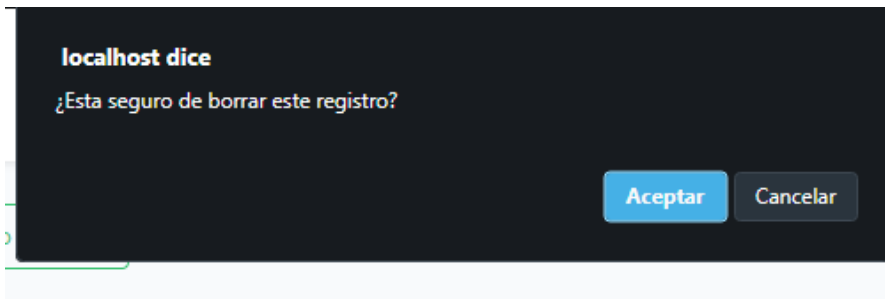 localhost dice
¿Esta seguro de borrar este registro?
Aceptar
Cancelar